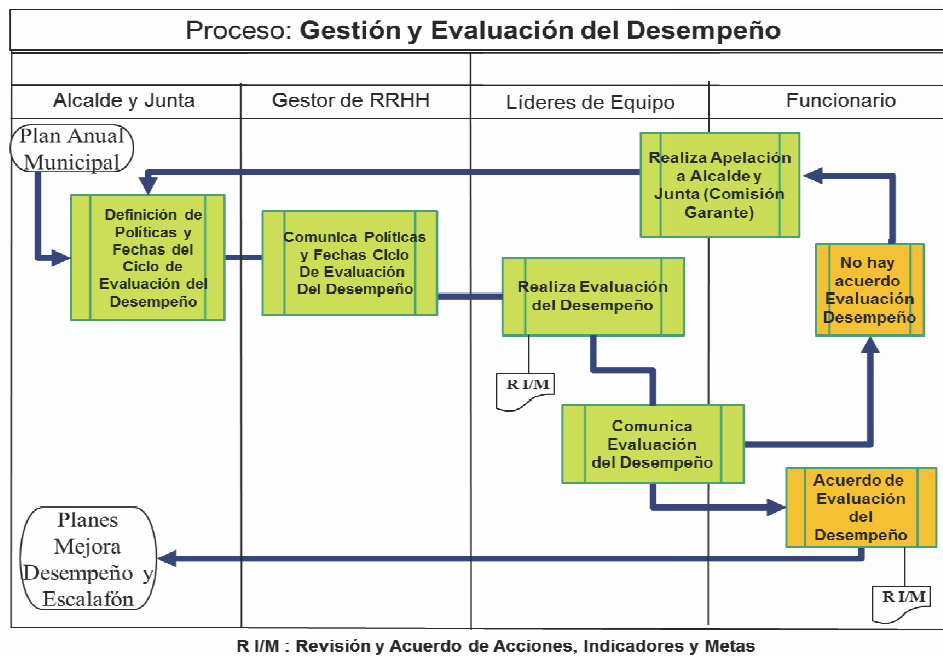 Proceso: Gestión y Evaluación del Desempeño
Alcalde y Junta
Gestor de RRHH
Líderes de Equipo
Funcionario
Plan Anual
Municipal
Definición de
Políticas y
Fechas del
Ciclo de
Evaluación del
Desempeño
Comunica Políticas
y Fechas Ciclo
De Evaluación
Del Desempeño
Realiza Evaluación
del Desempeño
R I/M
Realiza Apelación
a Alcalde y
Junta (Comisión
Garante)
No hay
acuerdo
Evaluación
Desempeño
Comunica
Evaluación
del Desempeño
Acuerdo de
Evaluación
del
Desempeño
R I/M
Planes
Mejora
Desempeño y
Escalafón
R I/M : Revisión y Acuerdo de Acciones, Indicadores y Metas